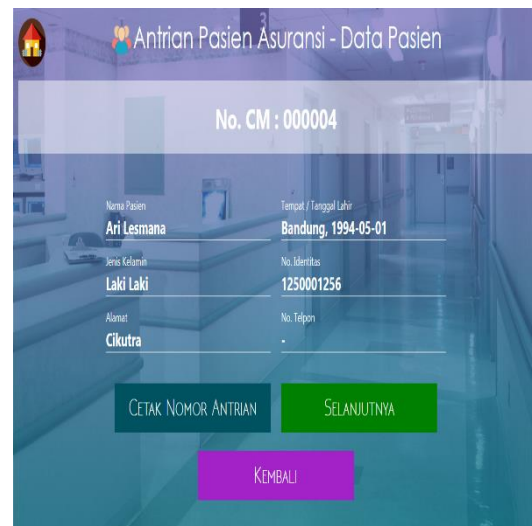 3
Antrian Pasien Asuransi - Data Pasien
No. CM : 000004
Nama Pasien
Ari Lesmana
Tempat / Tanggal Lahir
Bandung, 1994-05-01
Jenis Kelamin
Laki Laki
No. Identitas
1250001256
Alamat
Cikutra
No. Telpon
-
CETAK NOMOR ANTRIAN
SELANJUTNYA
KEMBALI